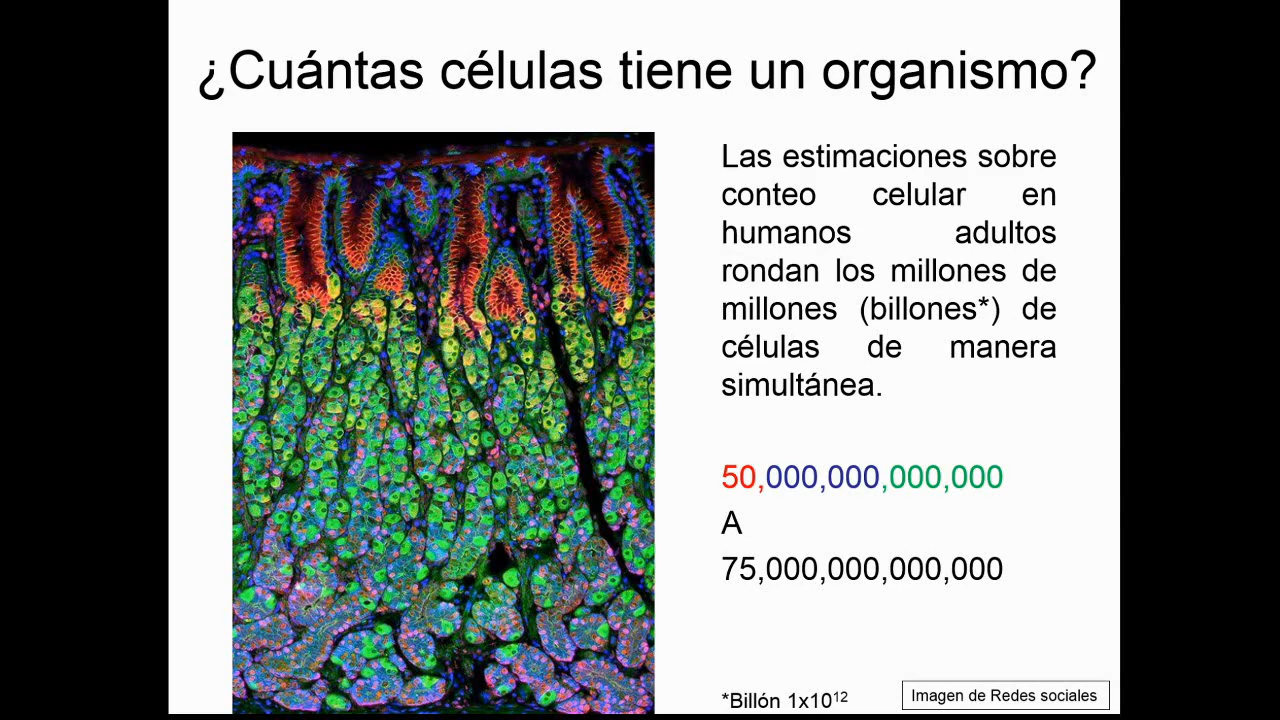 ¿Cuántas células tiene un organismo?
Las estimaciones sobre
conteo celular en
humanos adultos
rondan los millones de
millones (billones*) de
células de manera
simultánea.
50,000,000,000,000
A
75,000,000,000,000
*Billón 1x10¹²
Imagen de Redes sociales